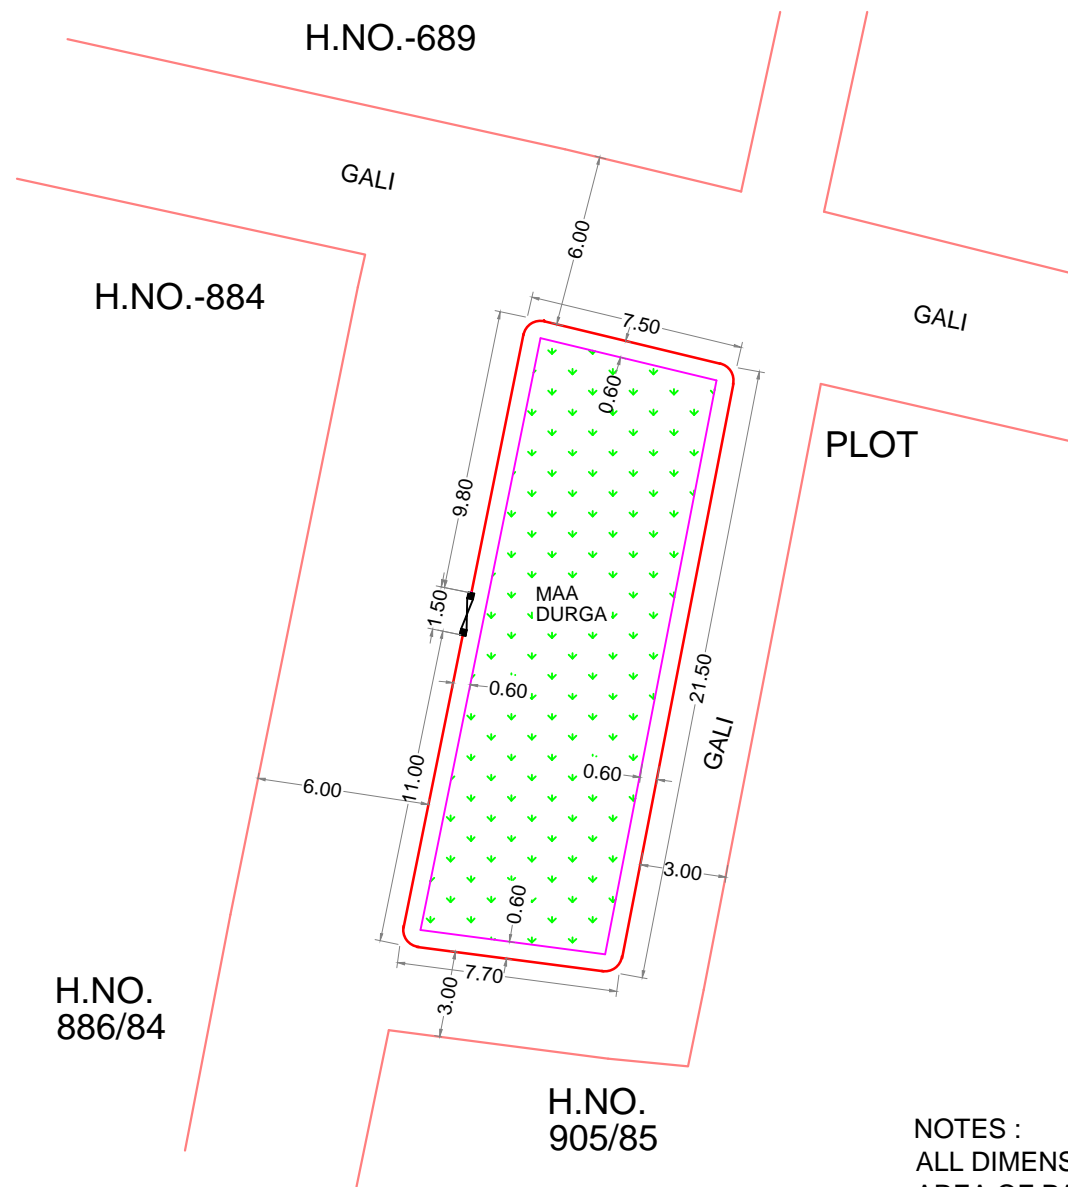 H.NO.-689
GALI
6.00
H.NO.-884
GALI
7.50
0.60
PLOT
9.80
MAA
DURGA
1.50
21.50
0.60
GALI
0.60
11.00
6.00
3.00
0.60
7.70
3.00
H.NO.
886/84
H.NO.
905/85
NOTES :
ALL DIMENS